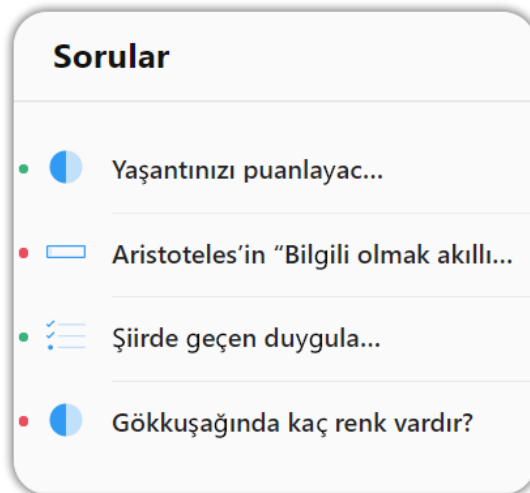 Sorular
Yaşantınızı puanlayac...
Aristoteles’in “Bilgili olmak akıllı...
Şiirde geçen duygula...
Gökkuşağında kaç renk vardır?